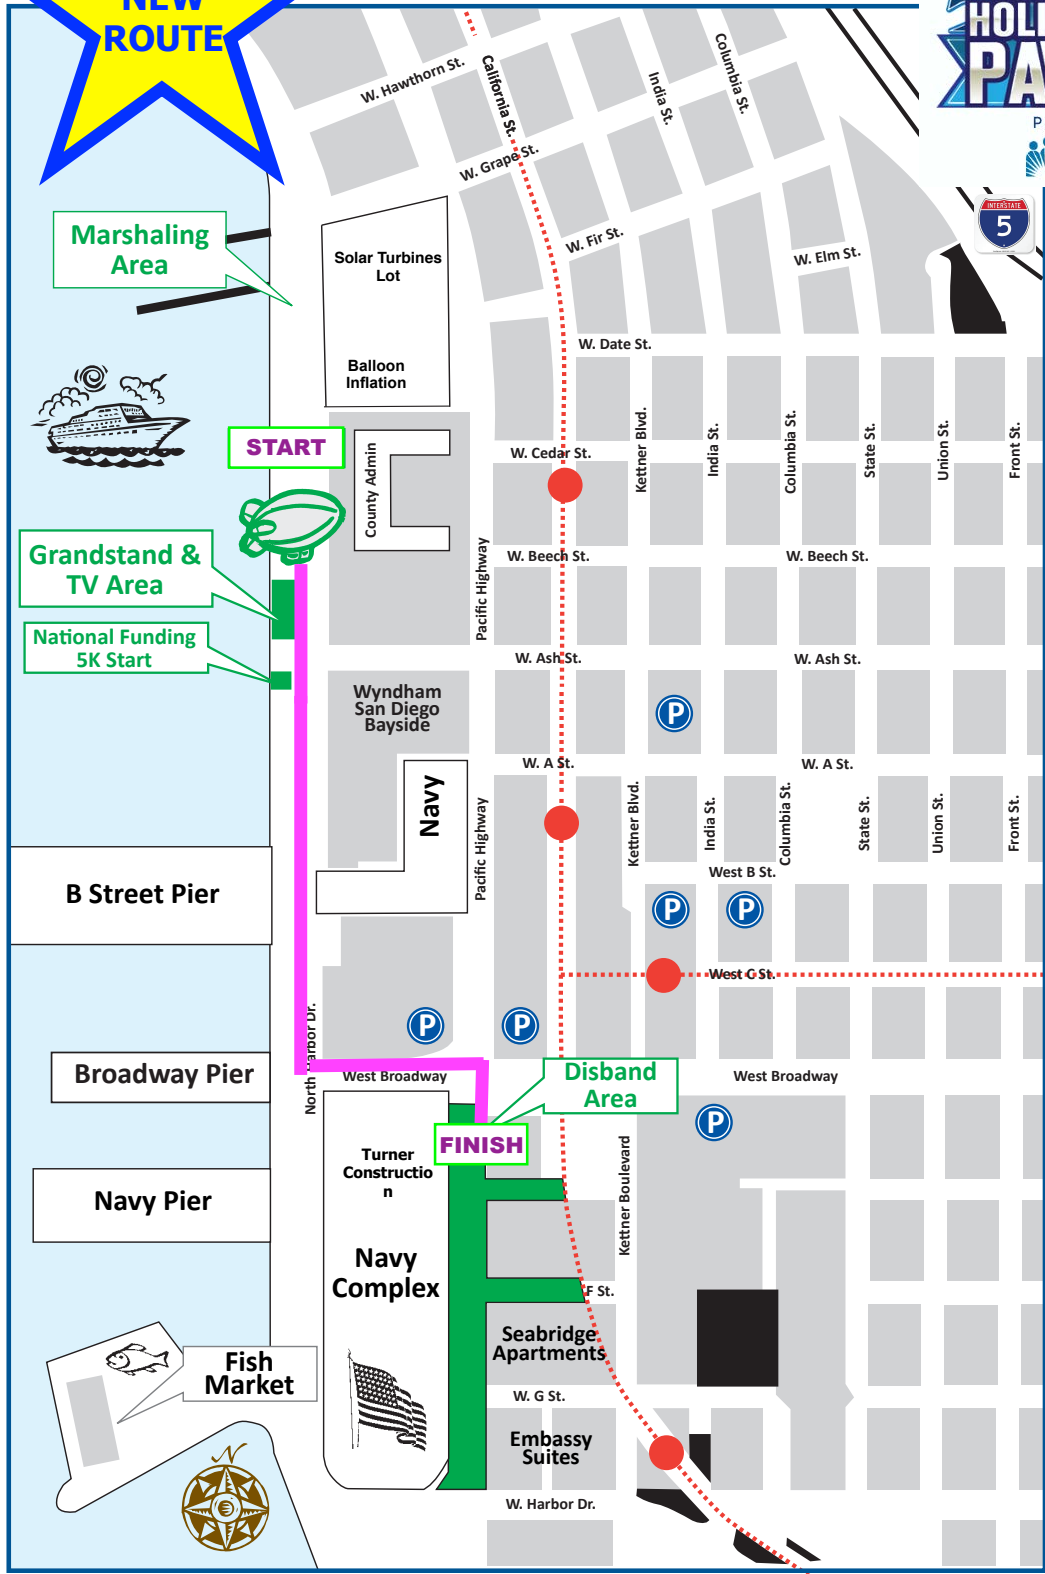 NEW
ROUTE
HOL
PA
P
INTERSTATE
5
W. Hawthorn St.
California St.
India St.
Columbia St.
W. Grape St.
W. Fir St.
W. Elm St.
Marshaling
Area
Solar Turbines
Lot
Balloon
Inflation
W. Date St.
START
County Admin
W. Cedar St.
Kettner Blvd.
India St.
Columbia St.
State St.
Union St.
Front St.
Grandstand &
TV Area
National Funding
5K Start
Pacific Highway
W. Beech St.
W. Beech St.
W. Ash St.
W. Ash St.
Wyndham
San Diego
Bayside
P
W. A St.
W. A St.
Navy
Pacific Highway
Kettner Blvd.
India St.
Columbia St.
State St.
Union St.
Front St.
West B St.
B Street Pier
P
P
West C St.
North Harbor Dr.
P
P
Broadway Pier
West Broadway
Disband
Area
West Broadway
P
FINISH
Turner
Constructio
n
Navy Pier
Kettner Boulevard
Navy
Complex
F St.
Seabridge
Apartments
Fish
Market
W. G St.
Embassy
Suites
N
W. Harbor Dr.